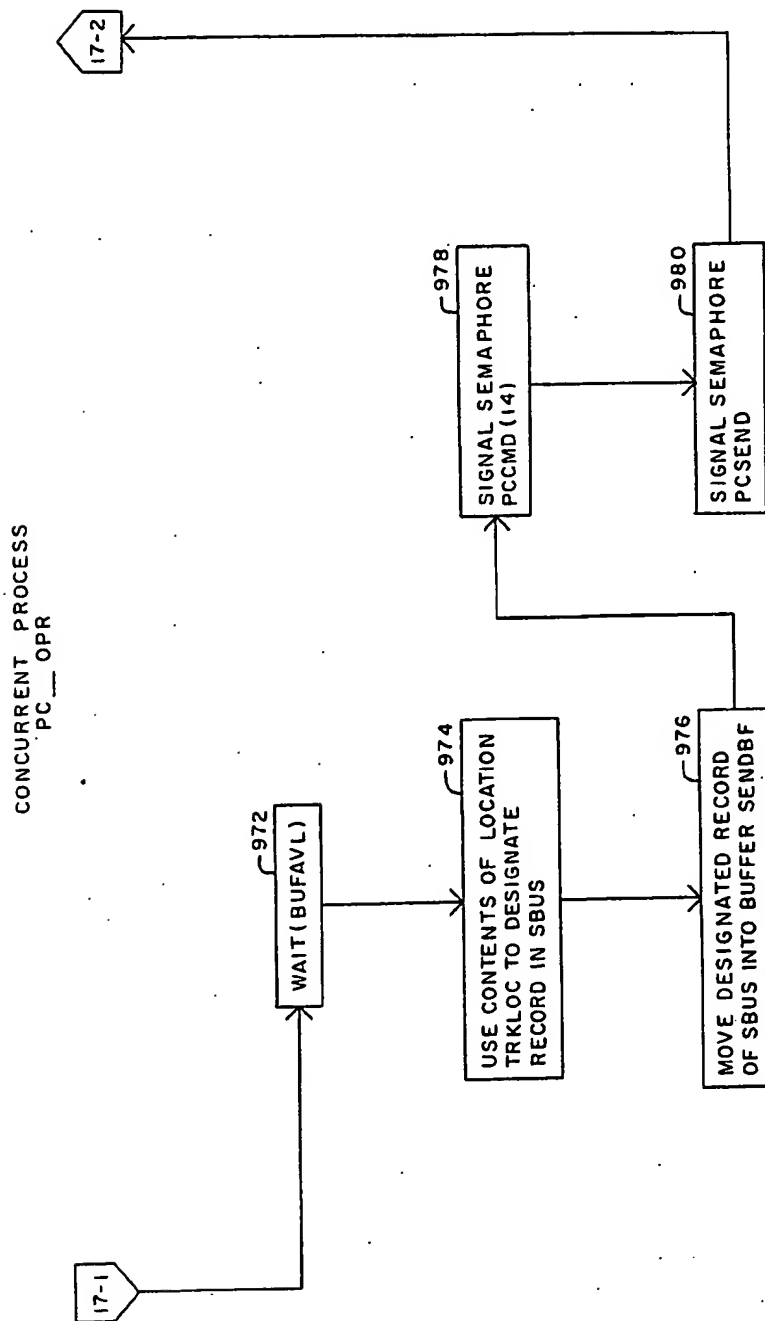 CONCURRENT PROCESS
PC__OPR
17-1
17-2
972
WAIT(BUFAVL)
974
USE CONTENTS OF LOCATION
TRKLOC TO DESIGNATE
RECORD IN SBUS
976
MOVE DESIGNATED RECORD
OF SBUS INTO BUFFER SENDBF
978
SIGNAL SEMAPHORE
PCCMD(14)
980
SIGNAL SEMAPHORE
PCSEND